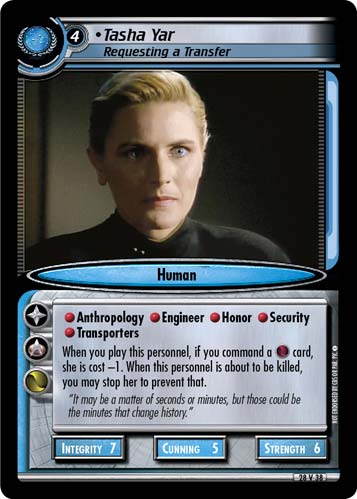 4
•Tasha Yar
Requesting a Transfer
Human
Anthropology Engineer Honor Security
Transporters
When you play this personnel, if you command a card,
she is cost –1. When this personnel is about to be killed,
you may stop her to prevent that.
"It may be a matter of seconds or minutes, but those could be
the minutes that change history."
INTEGRITY 7 CUNNING 5 STRENGTH 6
28 V 38